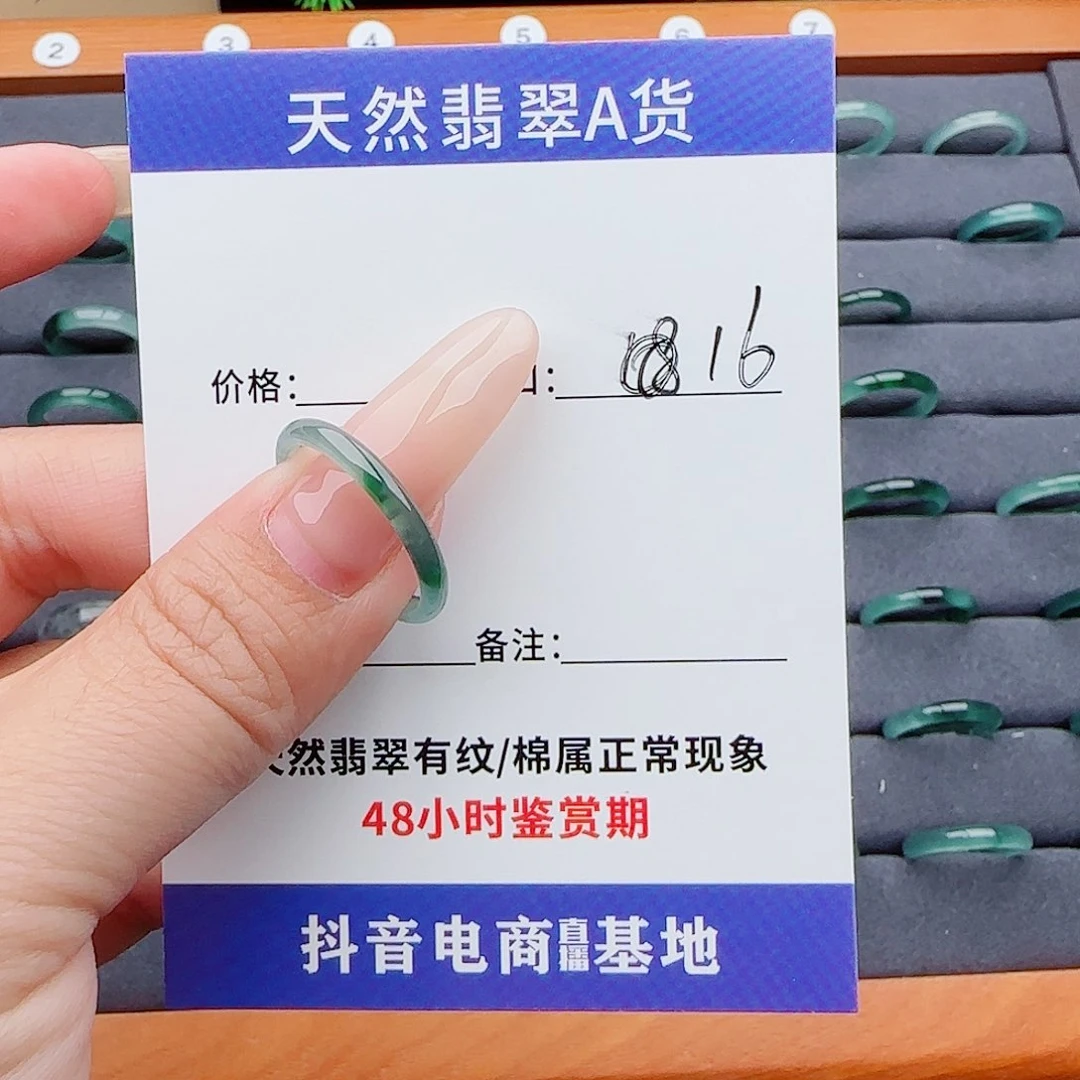 2 3 4 5 6 7
天然翡翠A货
价格: 口: 16
备注:
然翡翠有纹/棉属正常现象
48小时鉴赏期
抖音电商直播基地